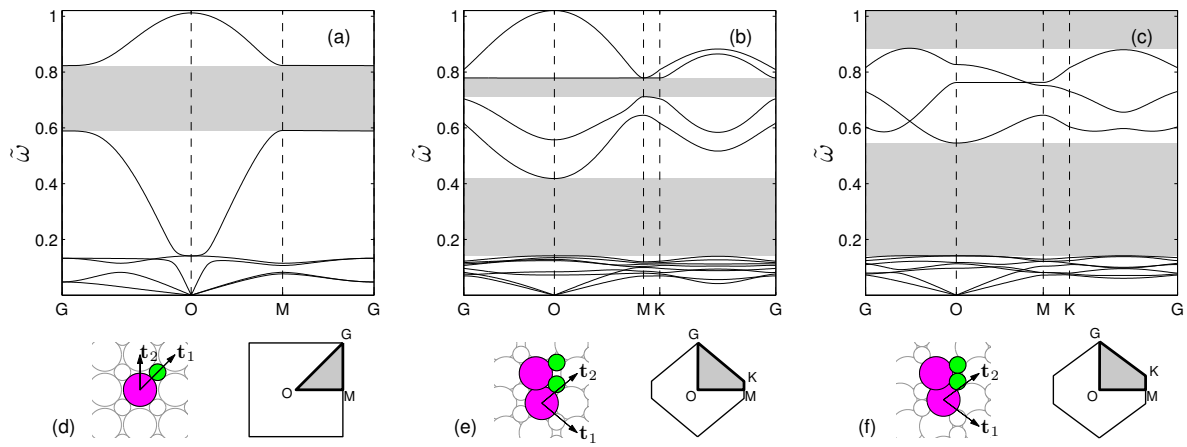 1
0.8
0.6
0.4
0.2
ω̃
(a)
G O M G
1
0.8
0.6
0.4
0.2
ω̃
(b)
G O M K G
1
0.8
0.6
0.4
0.2
ω̃
(c)
G O M K G
(d)
t₂ t₁
G
O
M
(e)
t₂
t₁
G
K
O M
(f)
t₂
t₁
G
K
O M